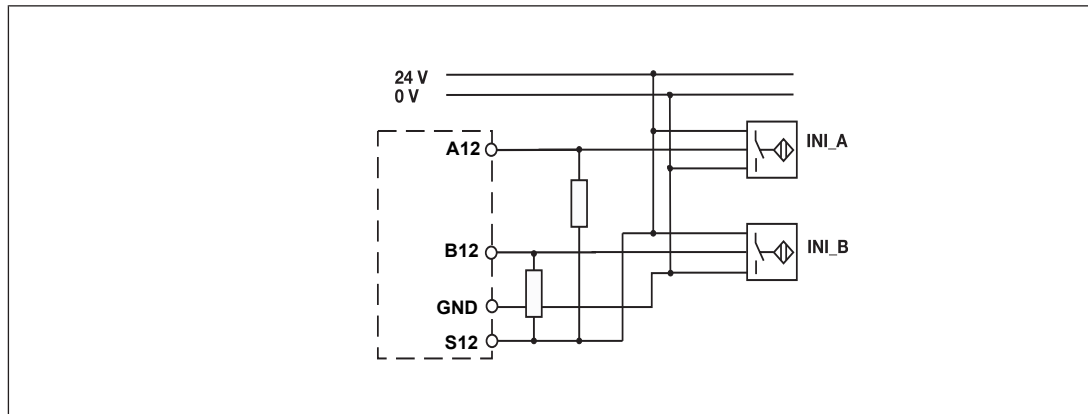 24 V
0 V
A12
INI_A
B12
INI_B
GND
S12